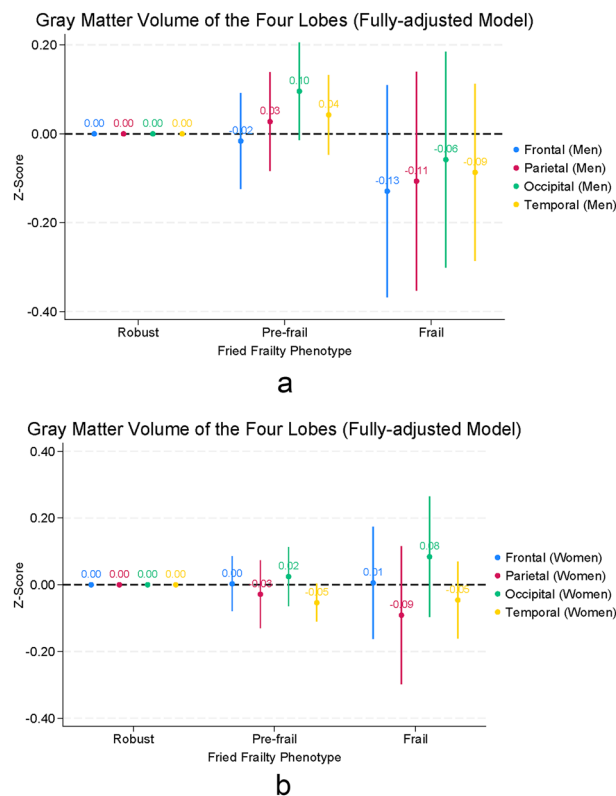 Gray Matter Volume of the Four Lobes (Fully-adjusted Model)
0.20
0.10
0.04
0.03
0.00 0.00 0.00 0.00
-0.02
0.00
-0.06
-0.09
-0.11
-0.13
-0.20
-0.40
Z-Score
Frontal (Men)
Parietal (Men)
Occipital (Men)
Temporal (Men)
Robust Pre-frail Frail
Fried Frailty Phenotype
a
Gray Matter Volume of the Four Lobes (Fully-adjusted Model)
0.40
0.20
0.08
0.02
0.00 0.00 0.00 0.00 0.00 0.01
0.00
-0.03
-0.05
-0.05
-0.09
-0.20
-0.40
Z-Score
Frontal (Women)
Parietal (Women)
Occipital (Women)
Temporal (Women)
Robust Pre-frail Frail
Fried Frailty Phenotype
b